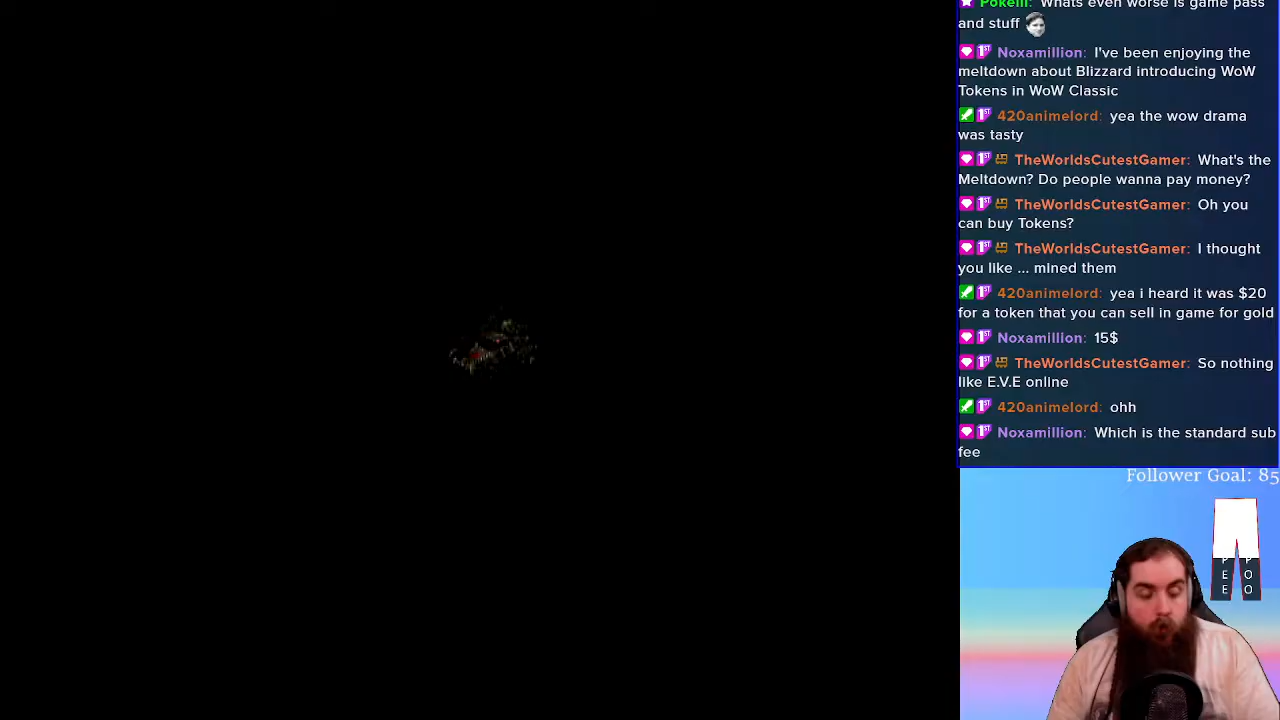 Pokelll: Whats even worse is game pass
and stuff
Noxamillion: I've been enjoying the
meltdown about Blizzard introducing WoW
Tokens in WoW Classic
420animelord: yea the wow drama
was tasty
TheWorldsCutestGamer: What's the
Meltdown? Do people wanna pay money?
TheWorldsCutestGamer: Oh you
can buy Tokens?
TheWorldsCutestGamer: I thought
you like ... mined them
420animelord: yea i heard it was $20
for a token that you can sell in game for gold
Noxamillion: 15$
TheWorldsCutestGamer: So nothing
like E.V.E online
420animelord: ohh
Noxamillion: Which is the standard sub
fee
Follower Goal: 85
P P
E O
E O